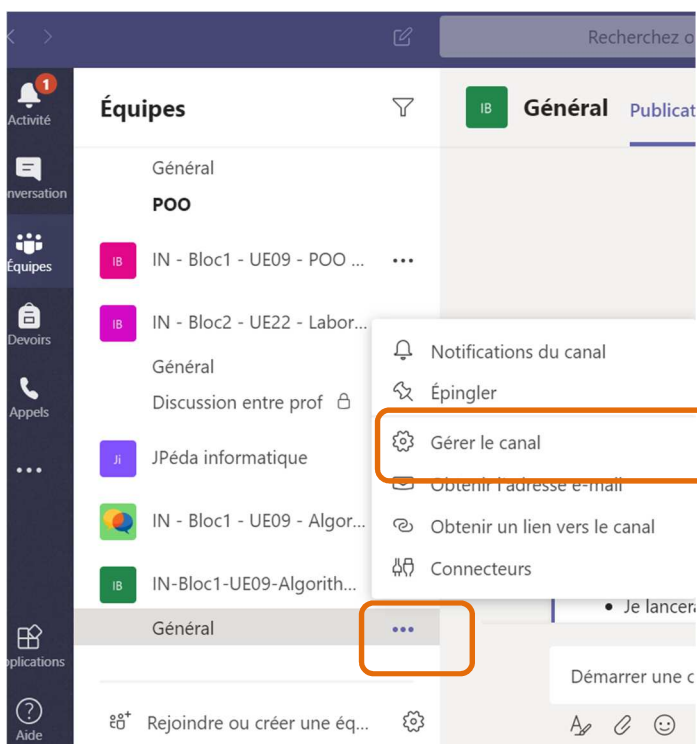 Recherchez o
1
Activité
Équipes
IB
Général Publicat
nversation
Général
POO
Équipes
IB IN - Bloc1 - UE09 - POO ...
IB IN - Bloc2 - UE22 - Labor...
Devoirs
Notifications du canal
Général
Épingler
Discussion entre prof
Appels
Gérer le canal
Ji JPéda informatique
Obtenir l'adresse e-mail
IN - Bloc1 - UE09 - Algor...
Obtenir un lien vers le canal
IB IN-Bloc1-UE09-Algorith...
Connecteurs
Je lancera
Général
pplications
Démarrer une c
Rejoindre ou créer une éq...
Aide